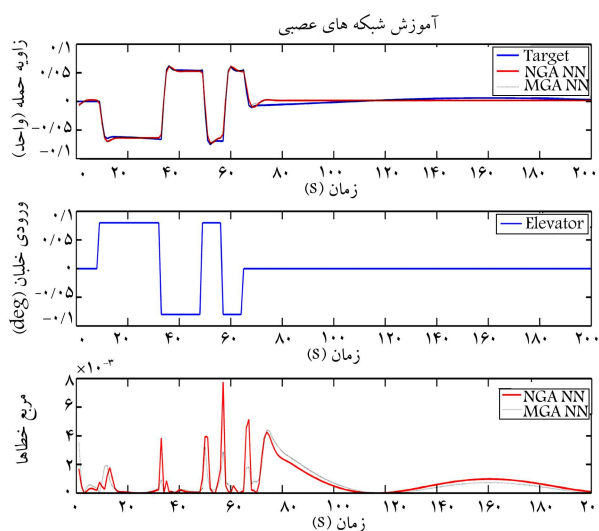 آموزش شبکه های عصبی
زاویه حمله (واحد)
۰/۱
۰/۰۵
۰
-۰/۰۵
-۰/۱
Target
NGA NN
MGA NN
۰ ۲۰ ۴۰ ۶۰ ۸۰ ۱۰۰ ۱۲۰ ۱۴۰ ۱۶۰ ۱۸۰ ۲۰۰
زمان (S)
ورودی خلبان (deg)
۰/۱
۰/۰۵
۰
-۰/۰۵
-۰/۱
Elevator
۰ ۲۰ ۴۰ ۶۰ ۸۰ ۱۰۰ ۱۲۰ ۱۴۰ ۱۶۰ ۱۸۰ ۲۰۰
زمان (S)
مربع خطاها
×۱۰⁻³
۸
۶
۴
۲
۰
NGA NN
MGA NN
۰ ۲۰ ۴۰ ۶۰ ۸۰ ۱۰۰ ۱۲۰ ۱۴۰ ۱۶۰ ۱۸۰ ۲۰۰
زمان (S)